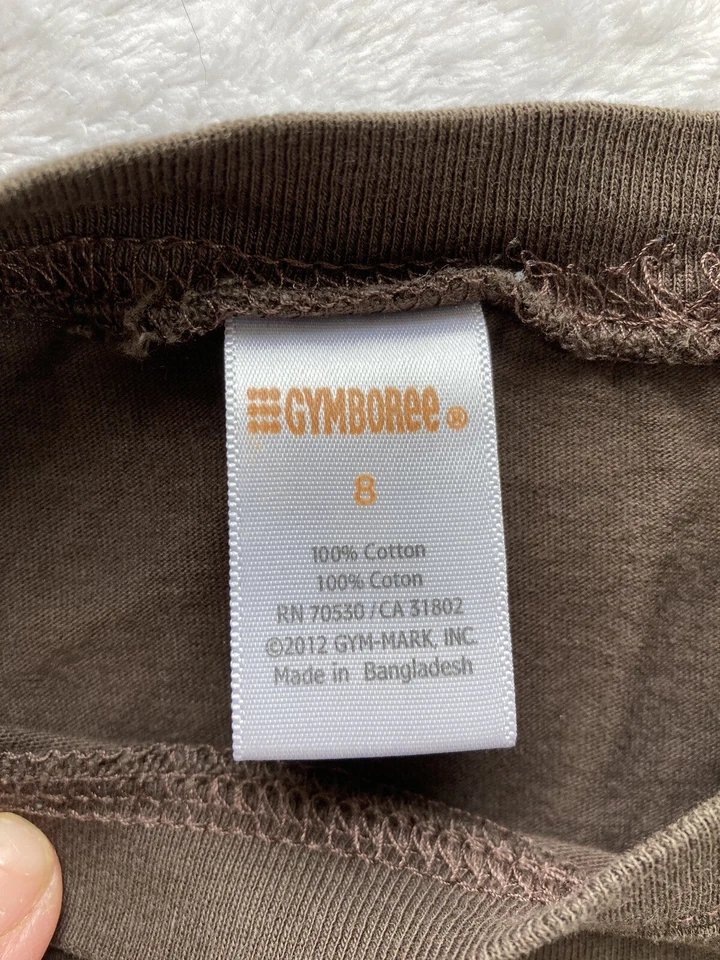 GYMBOREE®
8
100% Cotton
100% Coton
RN 70530 / CA 31802
©2012 GYM-MARK, INC.
Made in Bangladesh